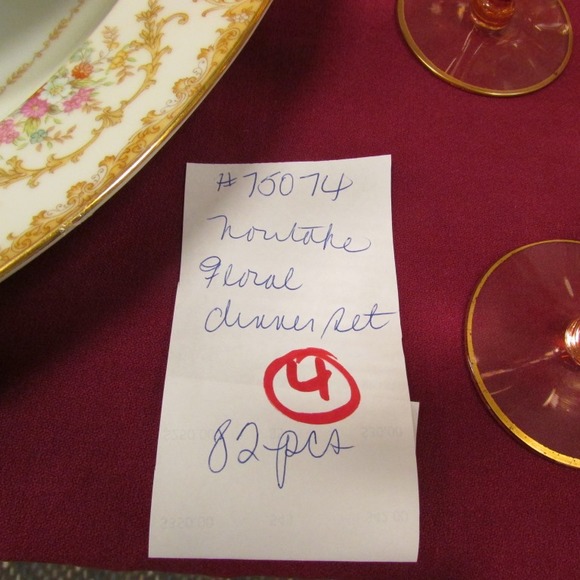 #75074
Noritake
Floral
dinner set
4
82 pcs